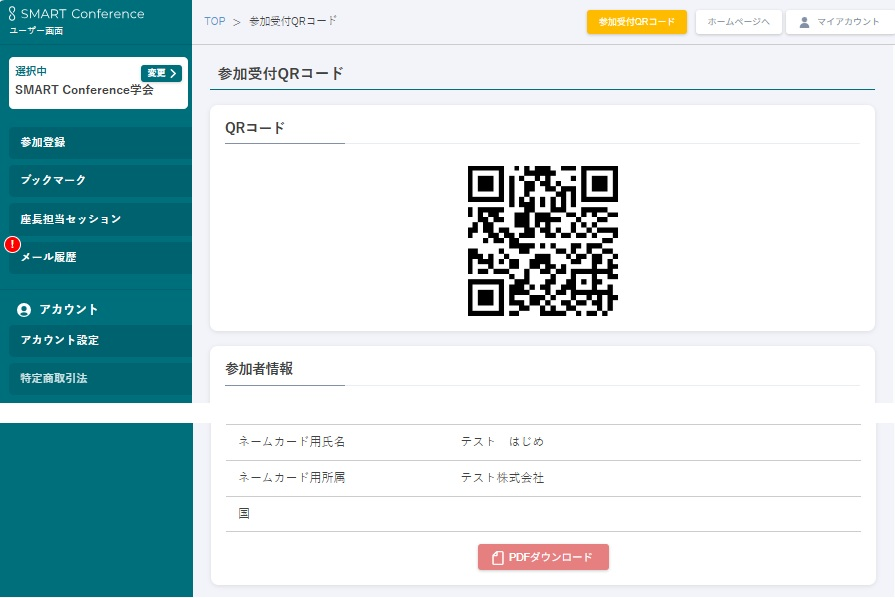 SMART Conference
ユーザー画面
TOP > 参加受付QRコード
参加受付QRコード
ホームページへ
マイアカウント
選択中
変更
SMART Conference学会
参加登録
ブックマーク
座長担当セッション
!
メール履歴
アカウント
アカウント設定
特定商取引法
参加受付QRコード
QRコード
参加者情報
ネームカード用氏名 テスト　はじめ
ネームカード用所属 テスト株式会社
国
PDFダウンロード